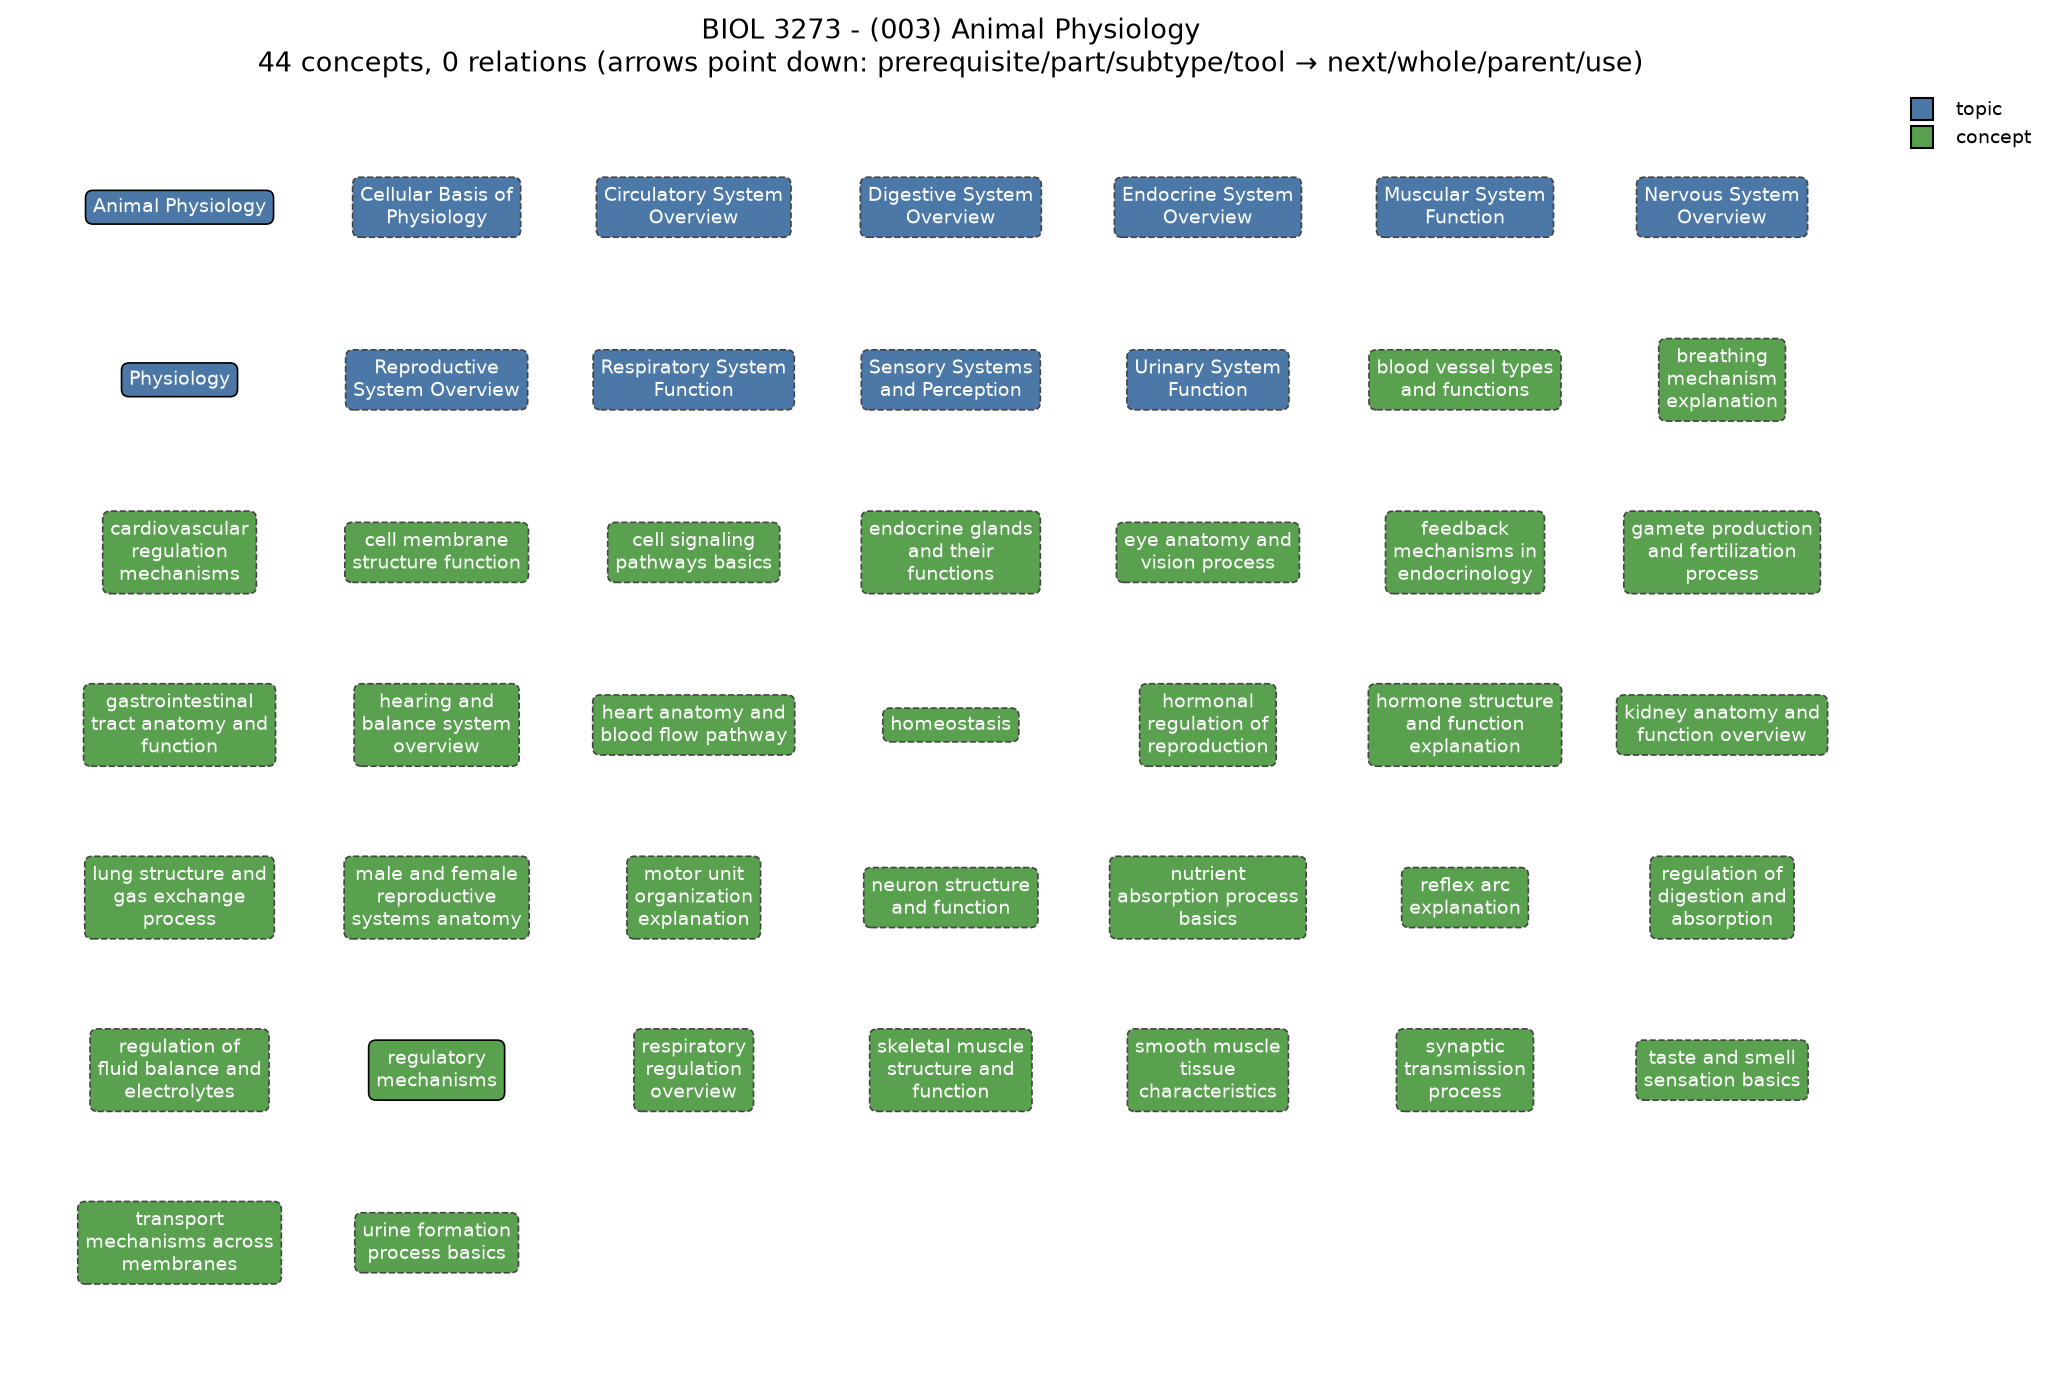 BIOL 3273 - (003) Animal Physiology
44 concepts, 0 relations (arrows point down: prerequisite/part/subtype/tool → next/whole/parent/use)
topic
concept
Animal Physiology
Cellular Basis of
Physiology
Circulatory System
Overview
Digestive System
Overview
Endocrine System
Overview
Muscular System
Function
Nervous System
Overview
Physiology
Reproductive
System Overview
Respiratory System
Function
Sensory Systems
and Perception
Urinary System
Function
blood vessel types
and functions
breathing
mechanism
explanation
cardiovascular
regulation
mechanisms
cell membrane
structure function
cell signaling
pathways basics
endocrine glands
and their
functions
eye anatomy and
vision process
feedback
mechanisms in
endocrinology
gamete production
and fertilization
process
gastrointestinal
tract anatomy and
function
hearing and
balance system
overview
heart anatomy and
blood flow pathway
homeostasis
hormonal
regulation of
reproduction
hormone structure
and function
explanation
kidney anatomy and
function overview
lung structure and
gas exchange
process
male and female
reproductive
systems anatomy
motor unit
organization
explanation
neuron structure
and function
nutrient
absorption process
basics
reflex arc
explanation
regulation of
digestion and
absorption
regulation of
fluid balance and
electrolytes
regulatory
mechanisms
respiratory
regulation
overview
skeletal muscle
structure and
function
smooth muscle
tissue
characteristics
synaptic
transmission
process
taste and smell
sensation basics
transport
mechanisms across
membranes
urine formation
process basics